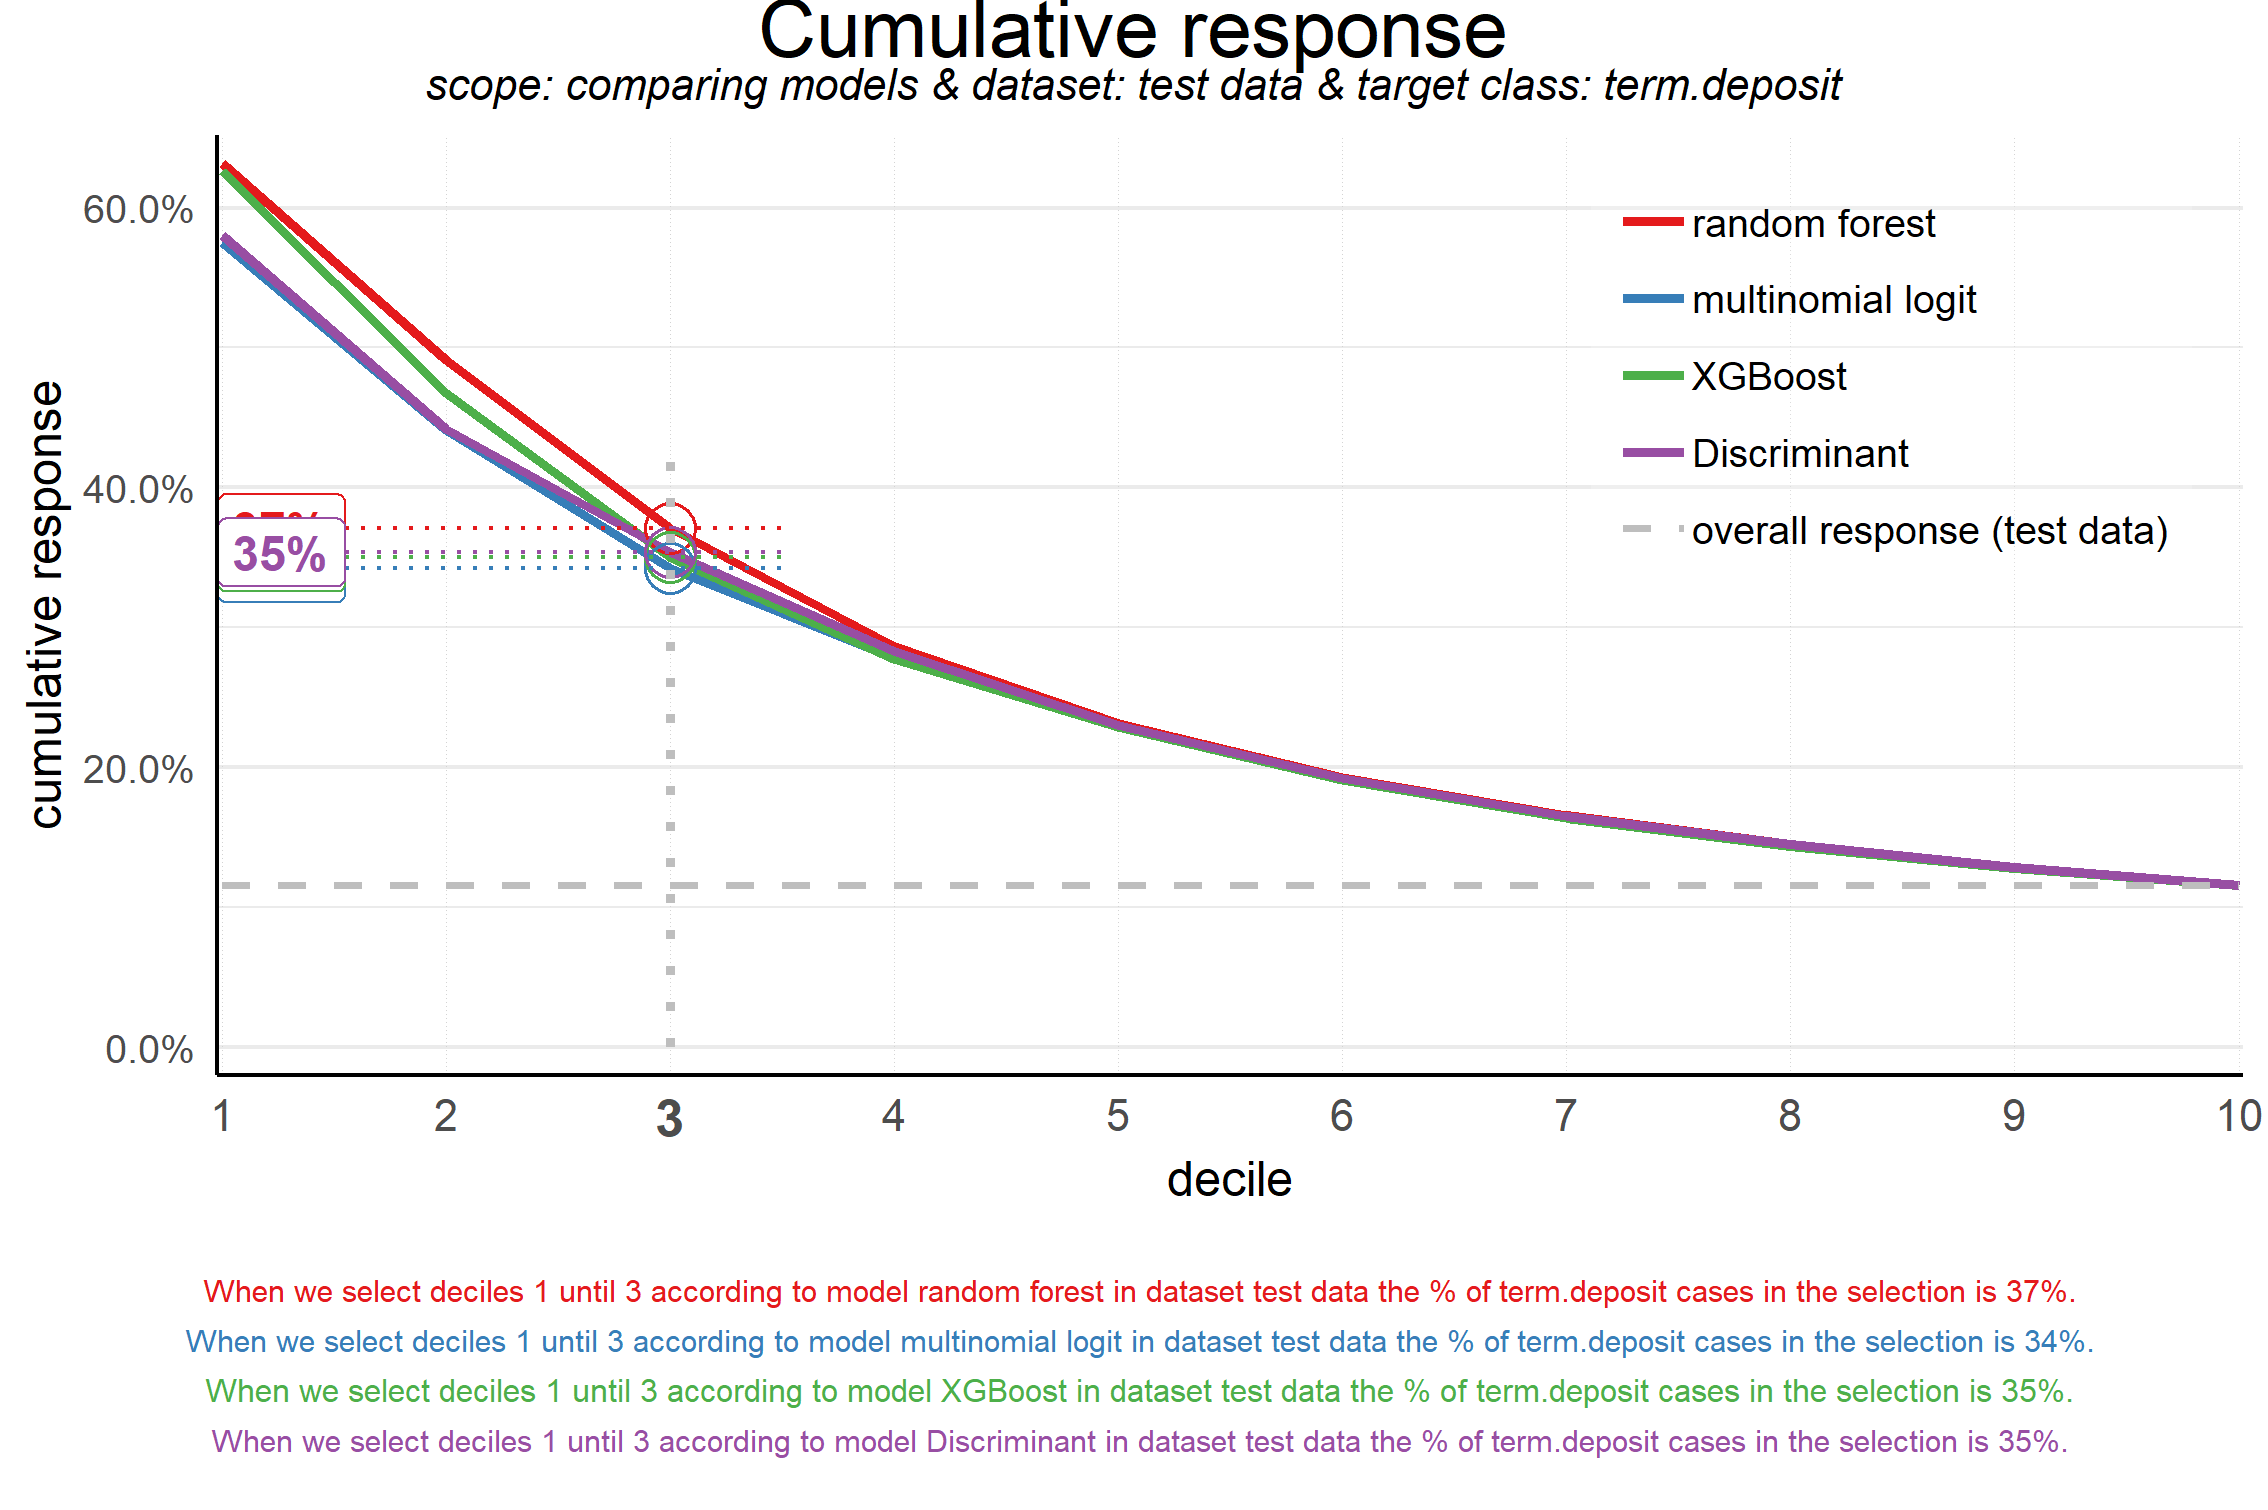 Cumulative response
scope: comparing models & dataset: test data & target class: term.deposit
cumulative response
60.0%
40.0%
20.0%
0.0%
random forest
multinomial logit
XGBoost
Discriminant
overall response (test data)
35%
1 2 3 4 5 6 7 8 9 10
decile
When we select deciles 1 until 3 according to model random forest in dataset test data the % of term.deposit cases in the selection is 37%.
When we select deciles 1 until 3 according to model multinomial logit in dataset test data the % of term.deposit cases in the selection is 34%.
When we select deciles 1 until 3 according to model XGBoost in dataset test data the % of term.deposit cases in the selection is 35%.
When we select deciles 1 until 3 according to model Discriminant in dataset test data the % of term.deposit cases in the selection is 35%.